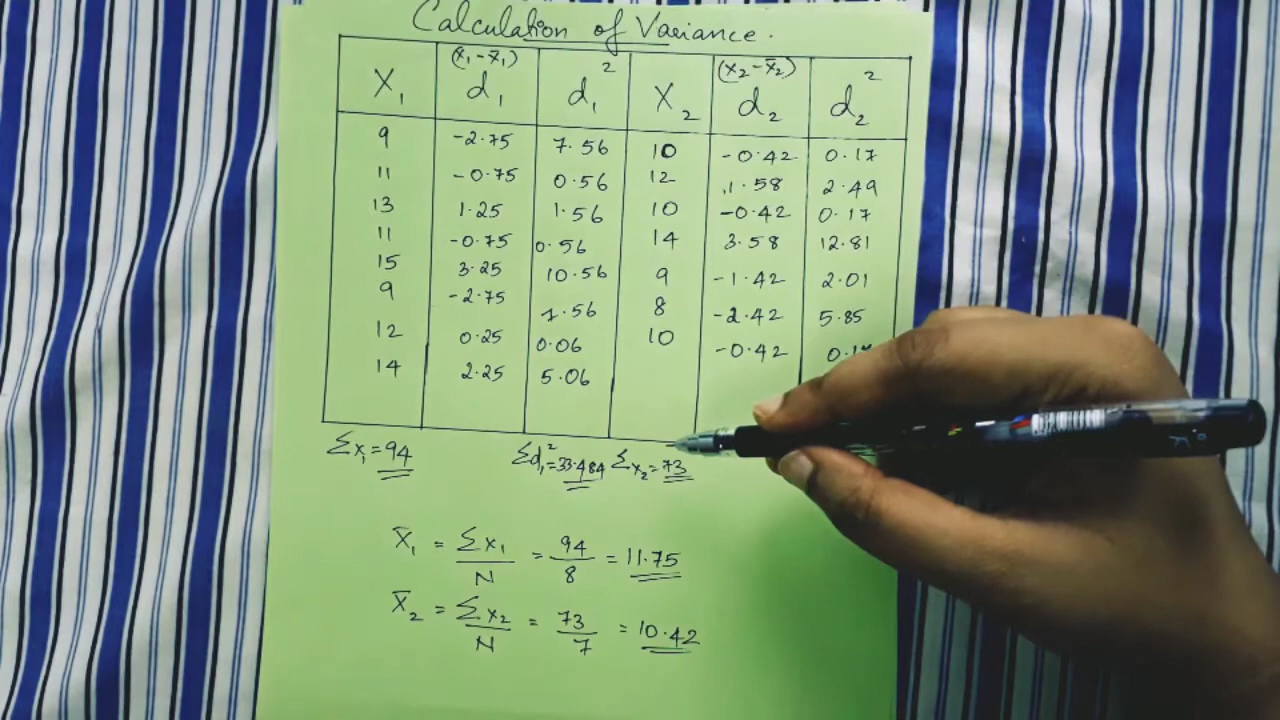 Calculation of Variance.
X₁ (x₁-x̄₁) d₁ d₁² X₂ (x₂-x̄₂) d₂ d₂²
9 -2.75 7.56 10 -0.42 0.17
11 -0.75 0.56 12 1.58 2.49
13 1.25 1.56 10 -0.42 0.17
11 -0.75 0.56 14 3.58 12.81
15 3.25 10.56 9 -1.42 2.01
9 -2.75 7.56 8 -2.42 5.85
12 0.25 0.06 10 -0.42
14 2.25 5.06
Σx₁=94 Σd₁²=33.484 Σx₂=73
X̄₁ = Σx₁/N = 94/8 = 11.75
X̄₂ = Σx₂/N = 73/7 = 10.42